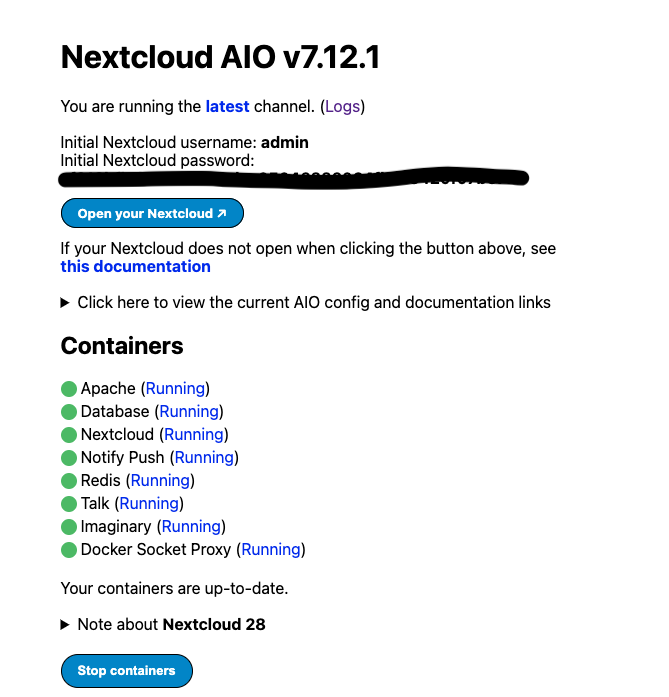 Nextcloud AIO v7.12.1
You are running the latest channel. (Logs)
Initial Nextcloud username: admin
Initial Nextcloud password:
Open your Nextcloud ↗
If your Nextcloud does not open when clicking the button above, see
this documentation
▶ Click here to view the current AIO config and documentation links
Containers
Apache (Running)
Database (Running)
Nextcloud (Running)
Notify Push (Running)
Redis (Running)
Talk (Running)
Imaginary (Running)
Docker Socket Proxy (Running)
Your containers are up-to-date.
▶ Note about Nextcloud 28
Stop containers